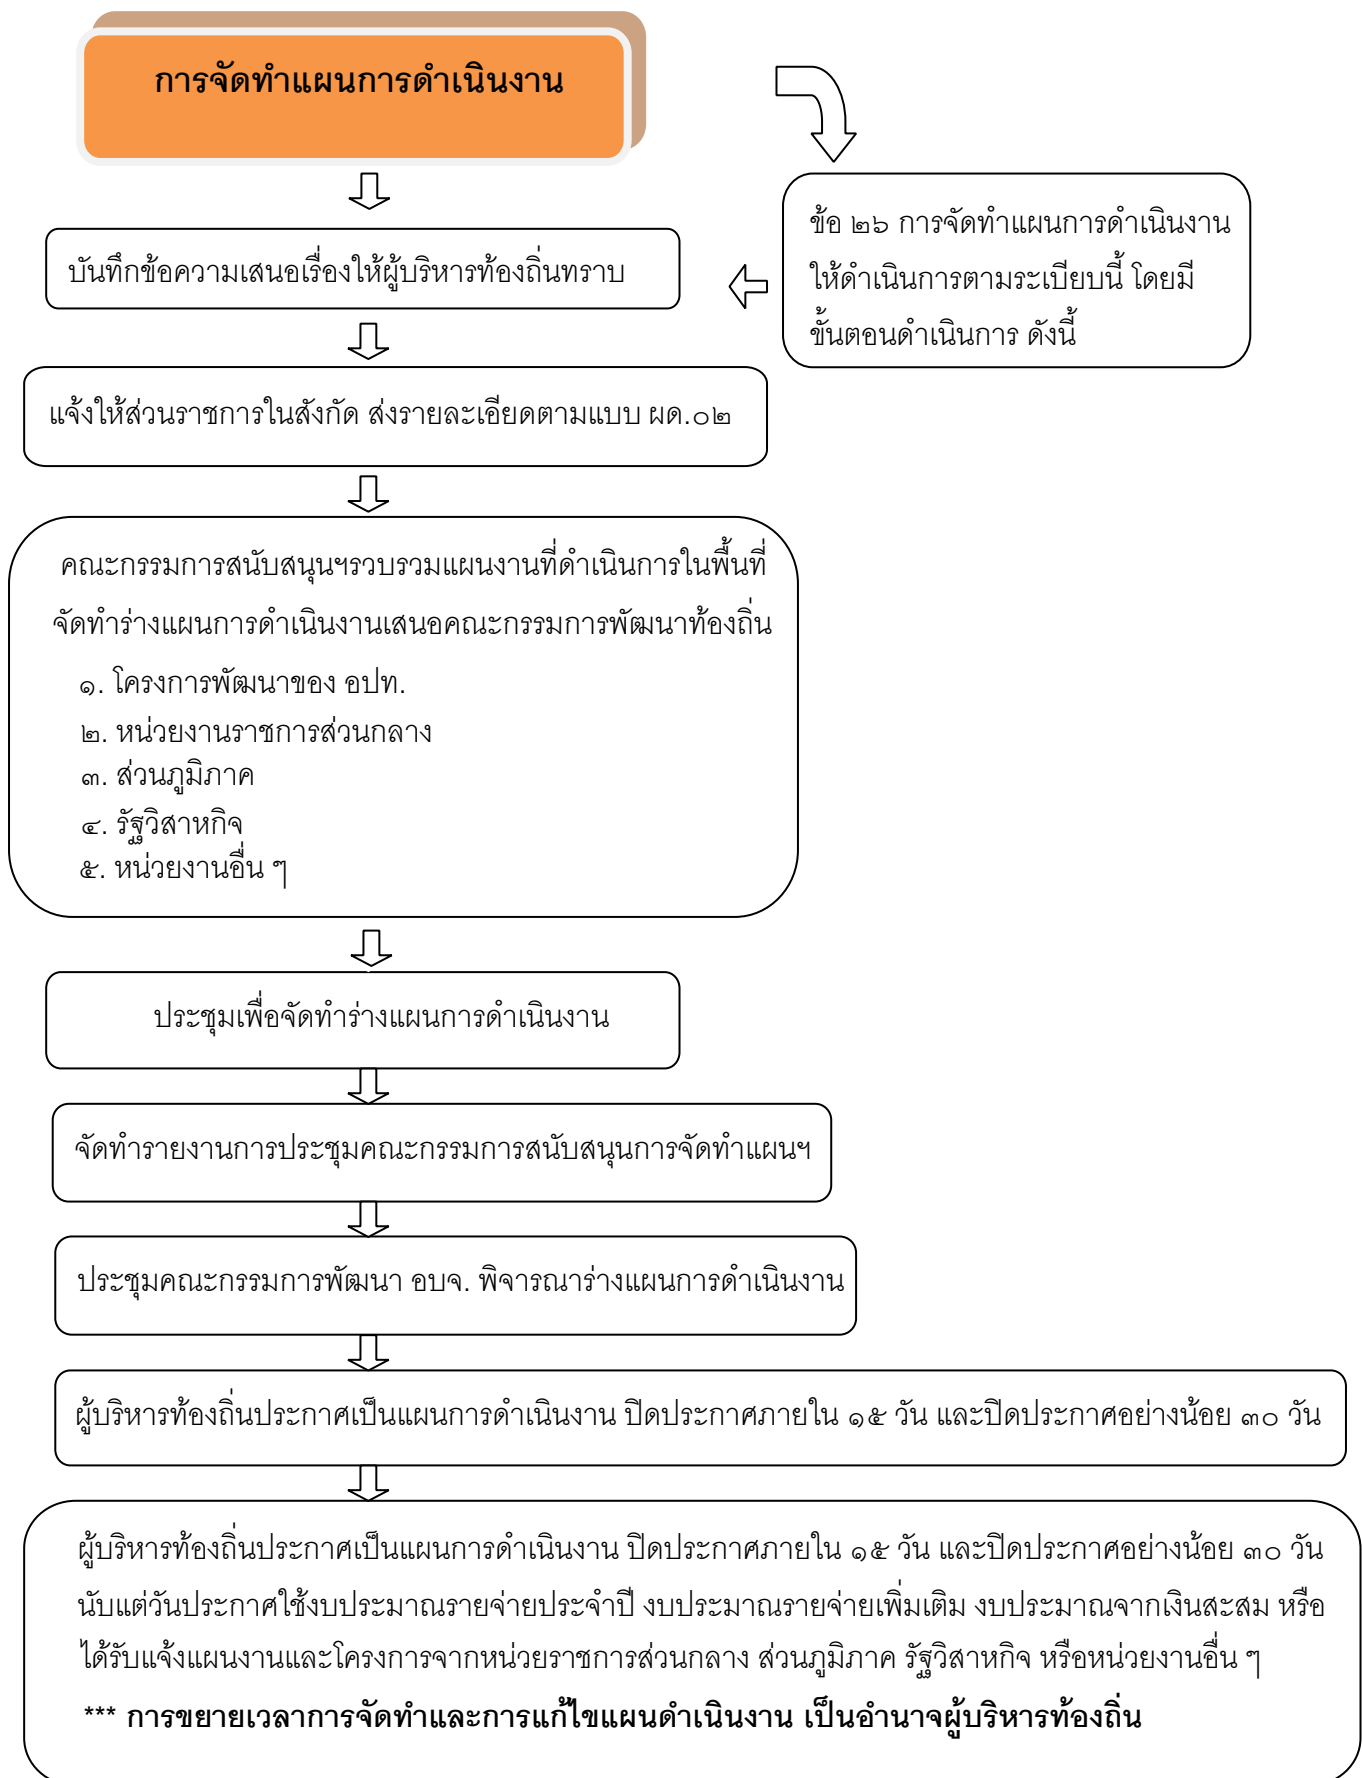 การจัดทำแผนการดำเนินงาน
ข้อ ๒๖ การจัดทำแผนการดำเนินงาน
ให้ดำเนินการตามระเบียบนี้ โดยมี
ขั้นตอนดำเนินการ ดังนี้
บันทึกข้อความเสนอเรื่องให้ผู้บริหารท้องถิ่นทราบ
แจ้งให้ส่วนราชการในสังกัด ส่งรายละเอียดตามแบบ ผด.๐๒
คณะกรรมการสนับสนุนฯรวบรวมแผนงานที่ดำเนินการในพื้นที่
จัดทำร่างแผนการดำเนินงานเสนอคณะกรรมการพัฒนาท้องถิ่น
๑. โครงการพัฒนาของ อปท.
๒. หน่วยงานราชการส่วนกลาง
๓. ส่วนภูมิภาค
๔. รัฐวิสาหกิจ
๕. หน่วยงานอื่น ๆ
ประชุมเพื่อจัดทำร่างแผนการดำเนินงาน
จัดทำรายงานการประชุมคณะกรรมการสนับสนุนการจัดทำแผนฯ
ประชุมคณะกรรมการพัฒนา อบจ. พิจารณาร่างแผนการดำเนินงาน
ผู้บริหารท้องถิ่นประกาศเป็นแผนการดำเนินงาน ปิดประกาศภายใน ๑๕ วัน และปิดประกาศอย่างน้อย ๓๐ วัน
ผู้บริหารท้องถิ่นประกาศเป็นแผนการดำเนินงาน ปิดประกาศภายใน ๑๕ วัน และปิดประกาศอย่างน้อย ๓๐ วัน
นับแต่วันประกาศใช้งบประมาณรายจ่ายประจำปี งบประมาณรายจ่ายเพิ่มเติม งบประมาณจากเงินสะสม หรือ
ได้รับแจ้งแผนงานและโครงการจากหน่วยราชการส่วนกลาง ส่วนภูมิภาค รัฐวิสาหกิจ หรือหน่วยงานอื่น ๆ
*** การขยายเวลาการจัดทำและการแก้ไขแผนดำเนินงาน เป็นอำนาจผู้บริหารท้องถิ่น